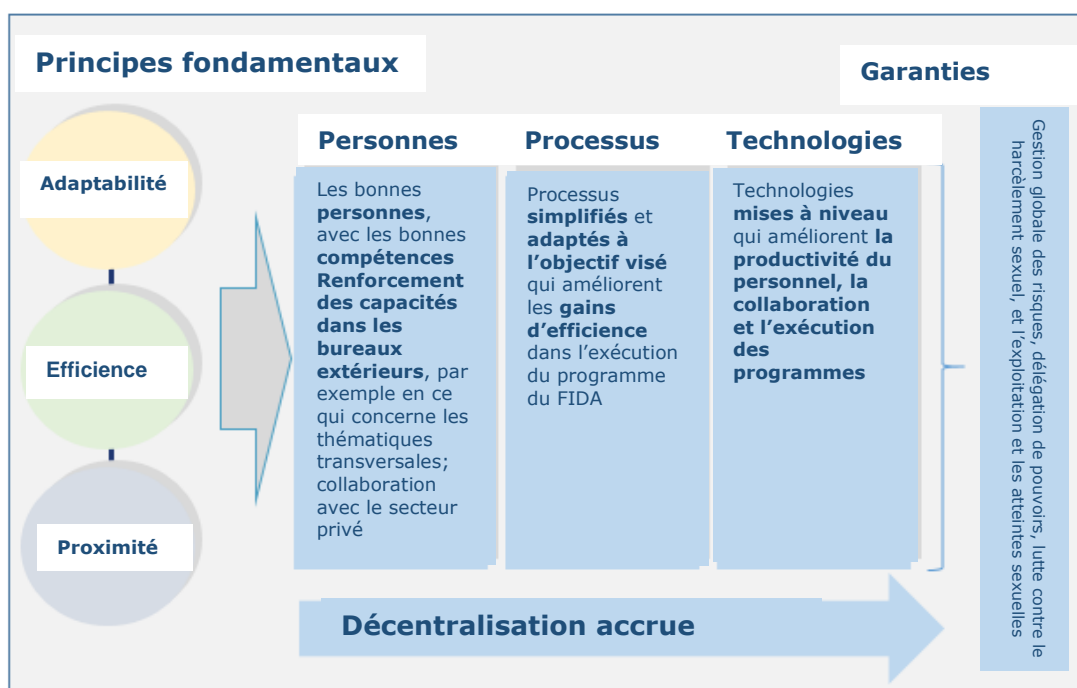 Principes fondamentaux
Garanties
Adaptabilité
Efficience
Proximité
Personnes
Les bonnes
personnes,
avec les bonnes
compétences
Renforcement
des capacités
dans les
bureaux
extérieurs, par
exemple en ce
qui concerne les
thématiques
transversales;
collaboration
avec le secteur
privé
Processus
Processus
simplifiés et
adaptés à
l’objectif visé
qui améliorent
les gains
d’efficience
dans l’exécution
du programme
du FIDA
Technologies
Technologies
mises à niveau
qui améliorent la
productivité du
personnel, la
collaboration
et l’exécution
des
programmes
Décentralisation accrue
Gestion globale des risques, délégation de pouvoirs, lutte contre le
harcèlement sexuel, et l’exploitation et les atteintes sexuelles